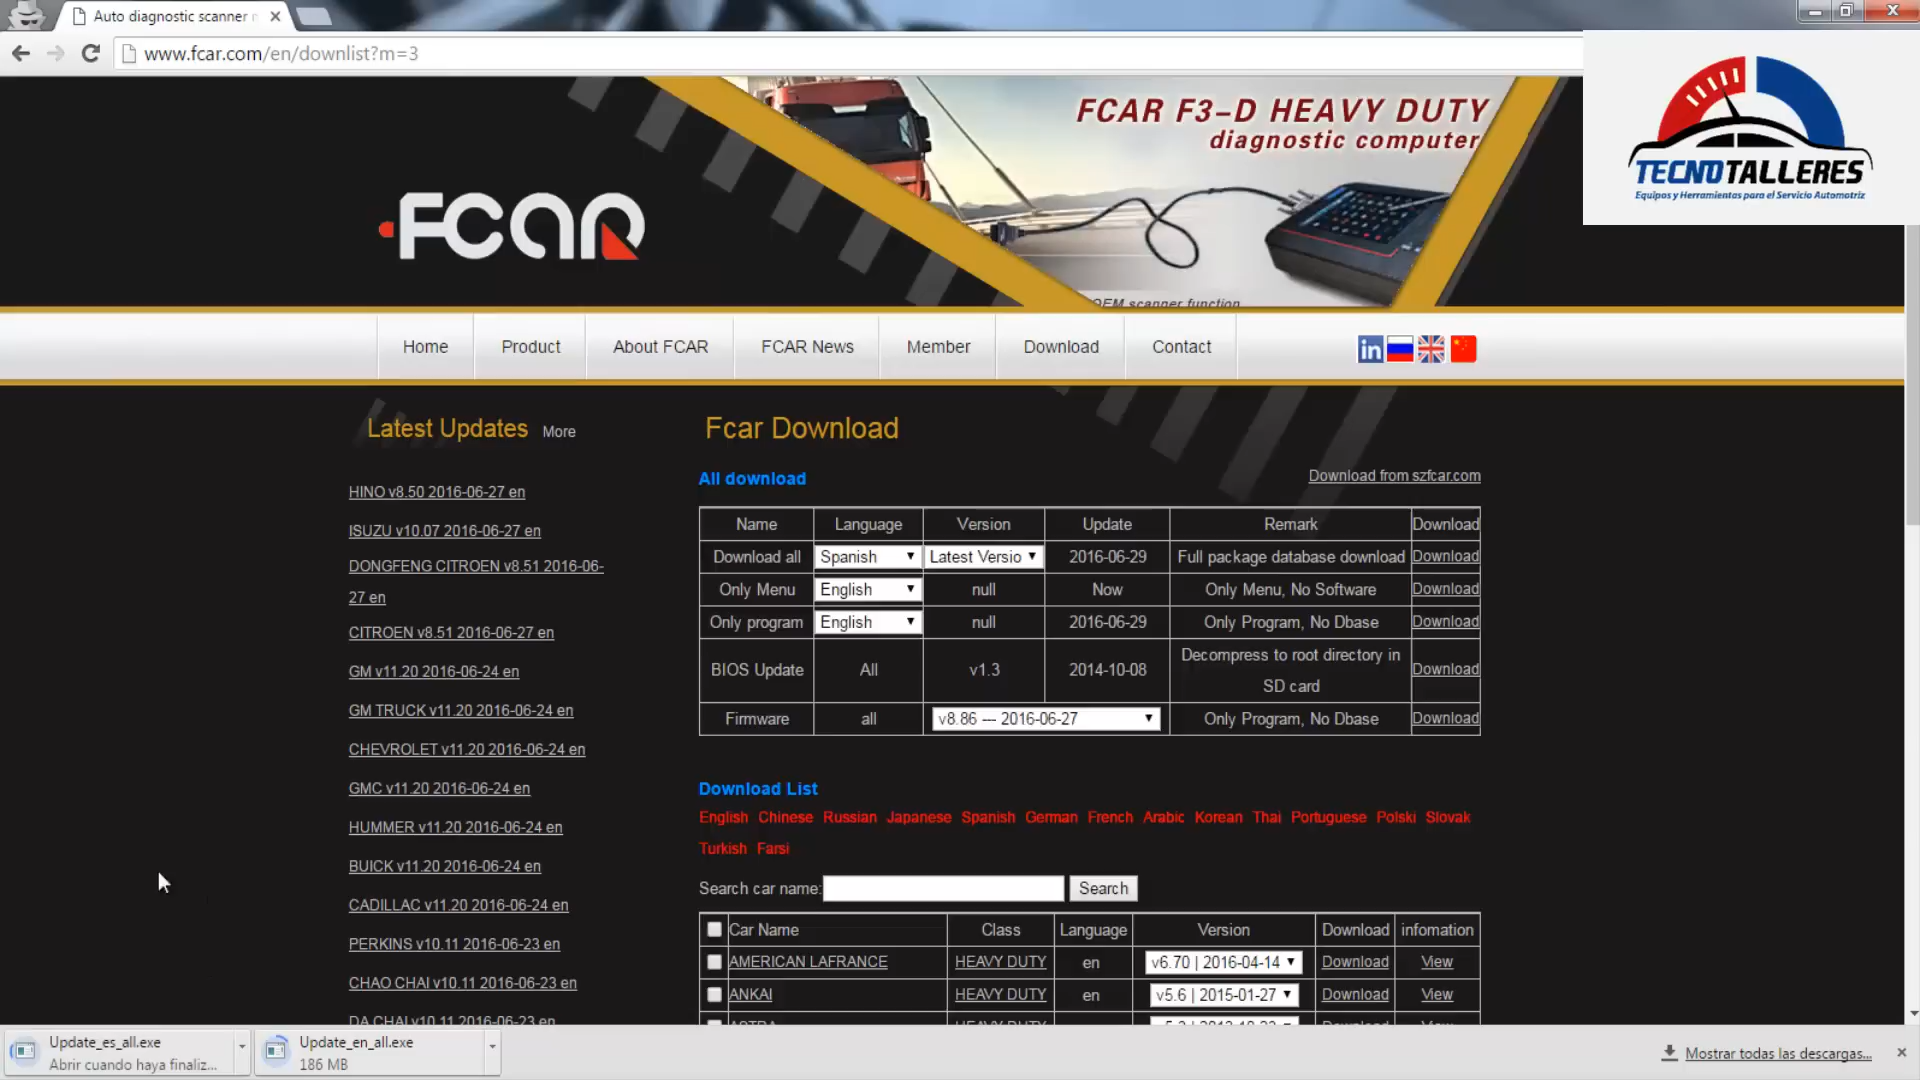 Auto diagnostic scanner
www.fcar.com/en/downlist?m=3
FCAR F3-D HEAVY DUTY
diagnostic computer
OEM scanner function
FCAR
TECNOTALLERES
Equipos y Herramientas para el Servicio Automotriz
Home
Product
About FCAR
FCAR News
Member
Download
Contact
in
Latest Updates More
HINO v8.50 2016-06-27 en
ISUZU v10.07 2016-06-27 en
DONGFENG CITROEN v8.51 2016-06-
27 en
CITROEN v8.51 2016-06-27 en
GM v11.20 2016-06-24 en
GM TRUCK v11.20 2016-06-24 en
CHEVROLET v11.20 2016-06-24 en
GMC v11.20 2016-06-24 en
HUMMER v11.20 2016-06-24 en
BUICK v11.20 2016-06-24 en
CADILLAC v11.20 2016-06-24 en
PERKINS v10.11 2016-06-23 en
CHAO CHAI v10.11 2016-06-23 en
DA CHAI v10.11 2016-06-23 en
Fcar Download
All download
Download from szfcar.com
Name Language Version Update Remark Download
Download all Spanish Latest Versio 2016-06-29 Full package database download Download
Only Menu English null Now Only Menu, No Software Download
Only program English null 2016-06-29 Only Program, No Dbase Download
BIOS Update All v1.3 2014-10-08 Decompress to root directory in
SD card Download
Firmware all v8.86 --- 2016-06-27 Only Program, No Dbase Download
Download List
English Chinese Russian Japanese Spanish German French Arabic Korean Thai Portuguese Polski Slovak
Turkish Farsi
Search car name: Search
Car Name Class Language Version Download infomation
AMERICAN LAFRANCE HEAVY DUTY en v6.70 | 2016-04-14 Download View
ANKAI HEAVY DUTY en v5.6 | 2015-01-27 Download View
Update_es_all.exe
Abrir cuando haya finaliz...
Update_en_all.exe
186 MB
Mostrar todas las descargas...